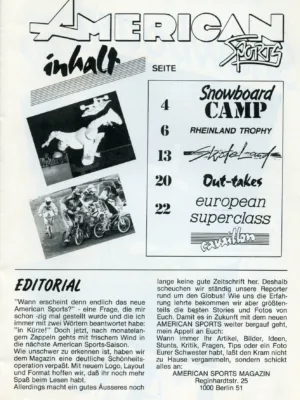 AMERICAN
SPORTS
inhalt
SEITE
4 Snowboard
CAMP
6 RHEINLAND TROPHY
13 Skateboard
20 Out-takes
22 european
superclass
EDITORIAL
"Wann erscheint denn endlich das neue
American Sports?" - eine Frage, die mir
schon -zig mal gestellt wurde und die ich
immer mit zwei Wörtern beantwortet habe:
"in Kürze!" Doch jetzt, nach monatelan-
gem Zappeln gehts mit frischem Wind in
die nächste American Sports-Saison.
Wie unschwer zu erkennen ist, haben wir
dem Magazin eine deutliche Schönheits-
operation verpaßt. Mit neuem Logo, Layout
und Format hoffen wir, daß ihr noch mehr
Spaß beim Lesen habt.
Allerdings macht ein gutes Äusseres noch
lange keine gute Zeitschrift her. Deshalb
scheuchen wir ständig unsere Reporter
rund um den Globus! Wie uns die Erfah-
rung lehrte bekommen wir aber größten-
teils die besten Stories und Fotos von
Euch. Damit es in Zukunft mit dem neuen
AMERICAN SPORTS weiter bergauf geht,
mein Appell an Euch:
Wann immer Ihr Artikel, Bilder, Ideen,
Stunts, Kritik, Fragen, Tips oder ein Foto
Eurer Schwester habt, laßt den Kram nicht
zu Hause vergammeln, sondern schickt
alles an:
AMERICAN SPORTS MAGAZIN
Reginhardtstr. 25
1000 Berlin 51